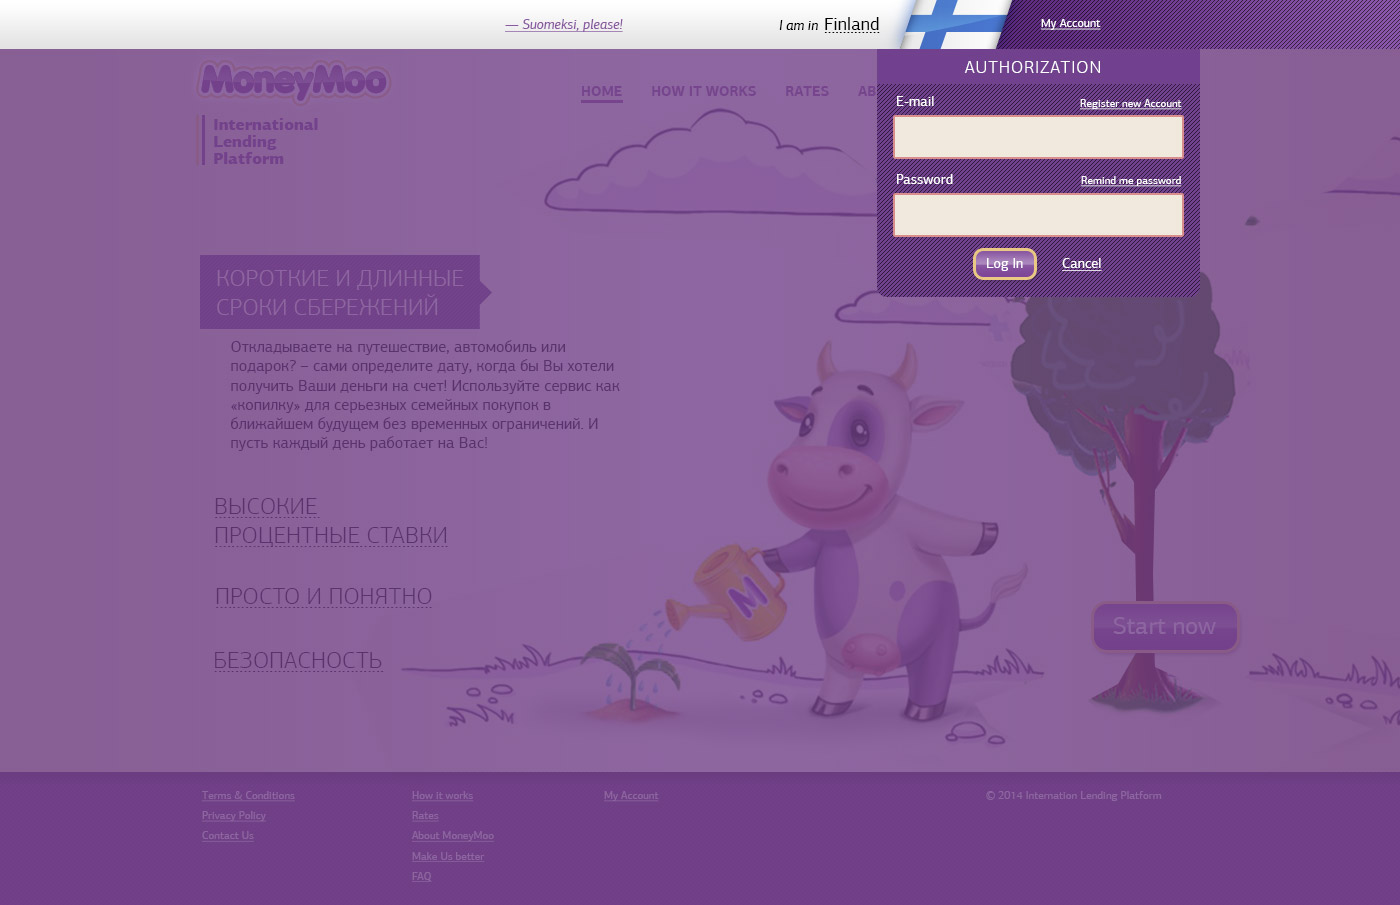 — Suomeksi, please!
I am in Finland
My Account
MoneyMoo
International
Lending
Platform
HOME
HOW IT WORKS
RATES
AUTHORIZATION
E-mail
Register new Account
Password
Remind me password
Log In
Cancel
КОРОТКИЕ И ДЛИННЫЕ
СРОКИ СБЕРЕЖЕНИЙ
Откладываете на путешествие, автомобиль или
подарок? – сами определите дату, когда бы Вы хотели
получить Ваши деньги на счет! Используйте сервис как
«копилку» для серьезных семейных покупок в
ближайшем будущем без временных ограничений. И
пусть каждый день работает на Вас!
ВЫСОКИЕ
ПРОЦЕНТНЫЕ СТАВКИ
ПРОСТО И ПОНЯТНО
БЕЗОПАСНОСТЬ
M
Start now
Terms & Conditions
Privacy Policy
Contact Us
How it works
Rates
About MoneyMoo
Make Us better
FAQ
My Account
© 2014 Internation Lending Platform